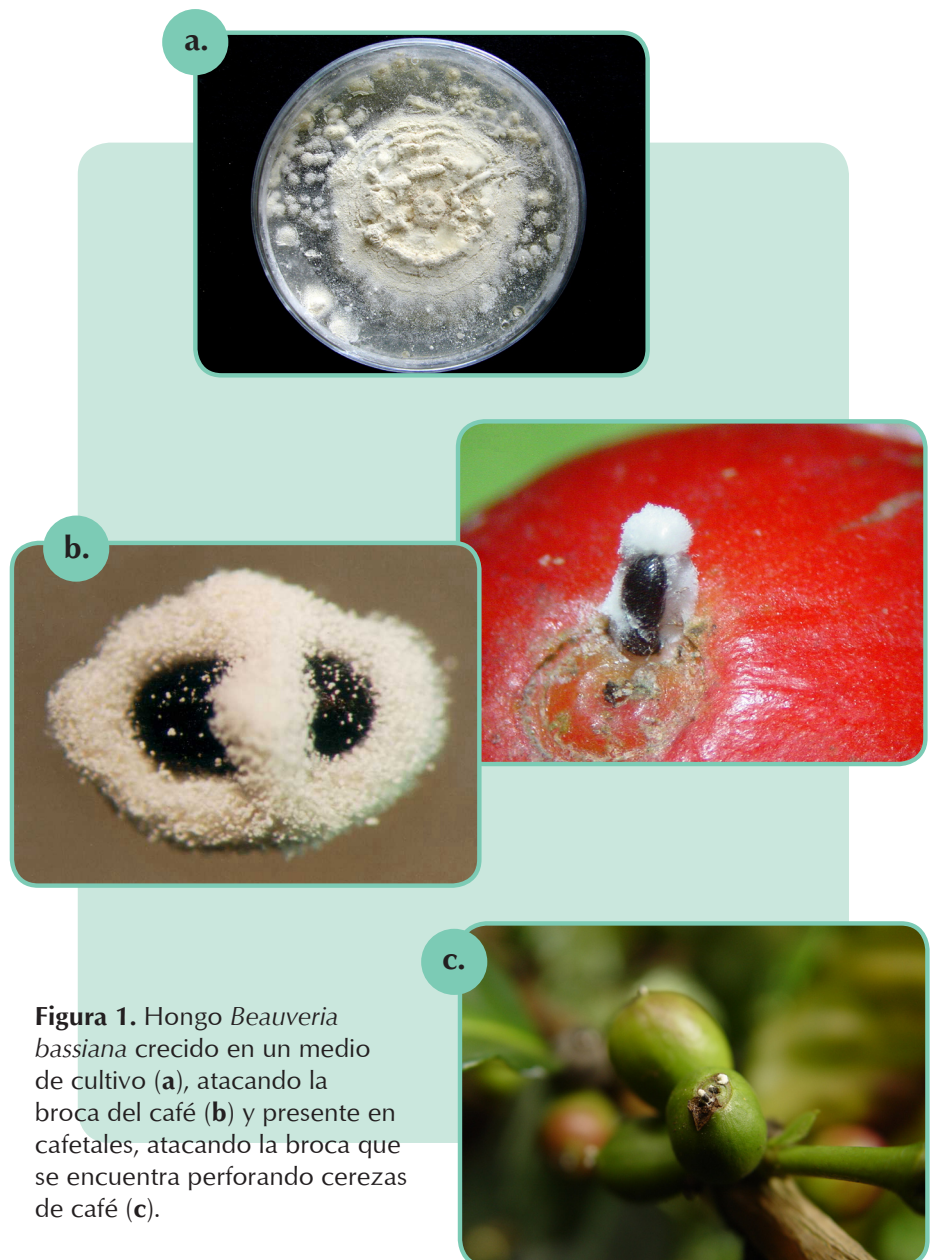 a.
b.
c.
Figura 1. Hongo Beauveria
bassiana crecido en un medio
de cultivo (a), atacando la
broca del café (b) y presente en
cafetales, atacando la broca que
se encuentra perforando cerezas
de café (c).